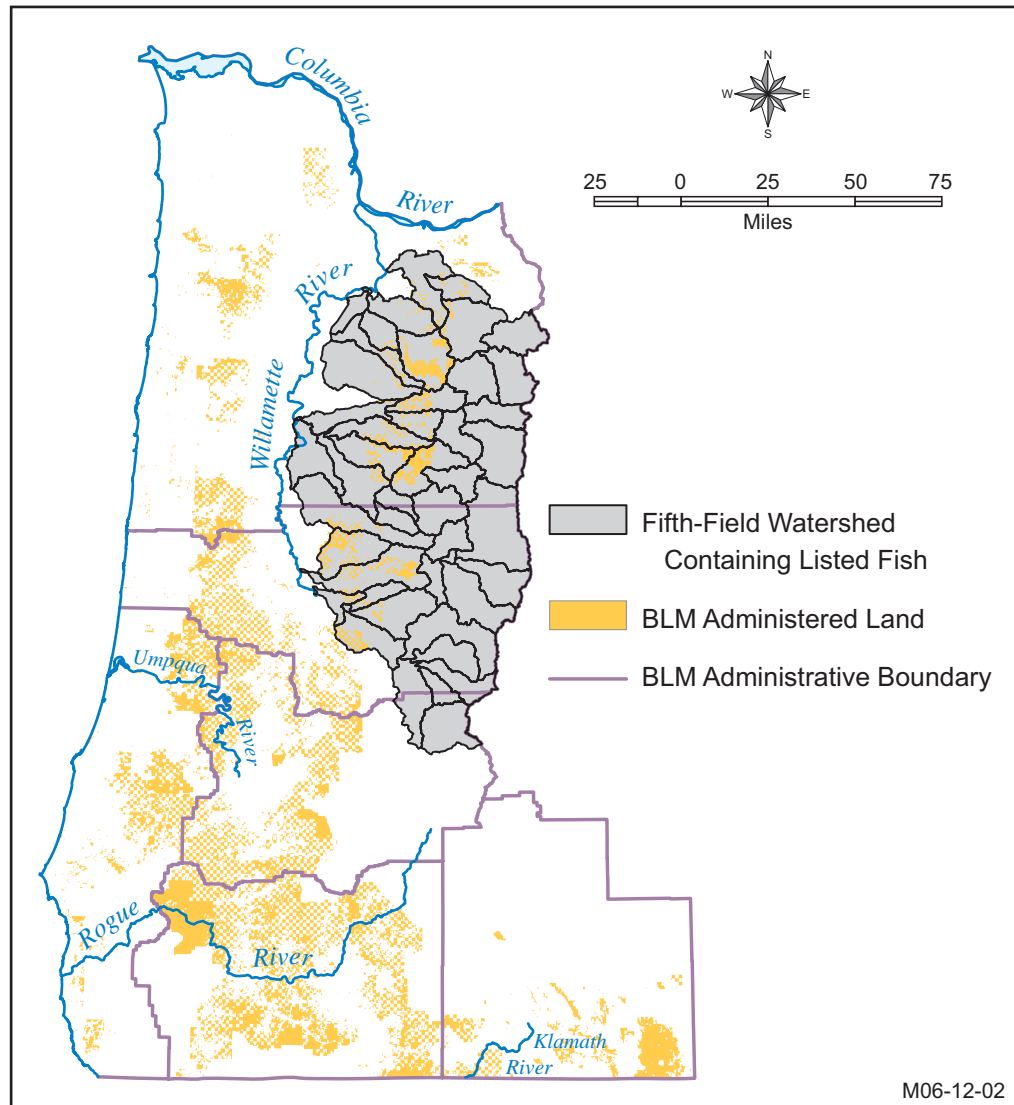 Columbia
River
N
W E
S
25 0 25 50 75
Miles
River
Willamette
Fifth-Field Watershed
Containing Listed Fish
BLM Administered Land
BLM Administrative Boundary
Umpqua
River
Rogue
River
Klamath
River
M06-12-02